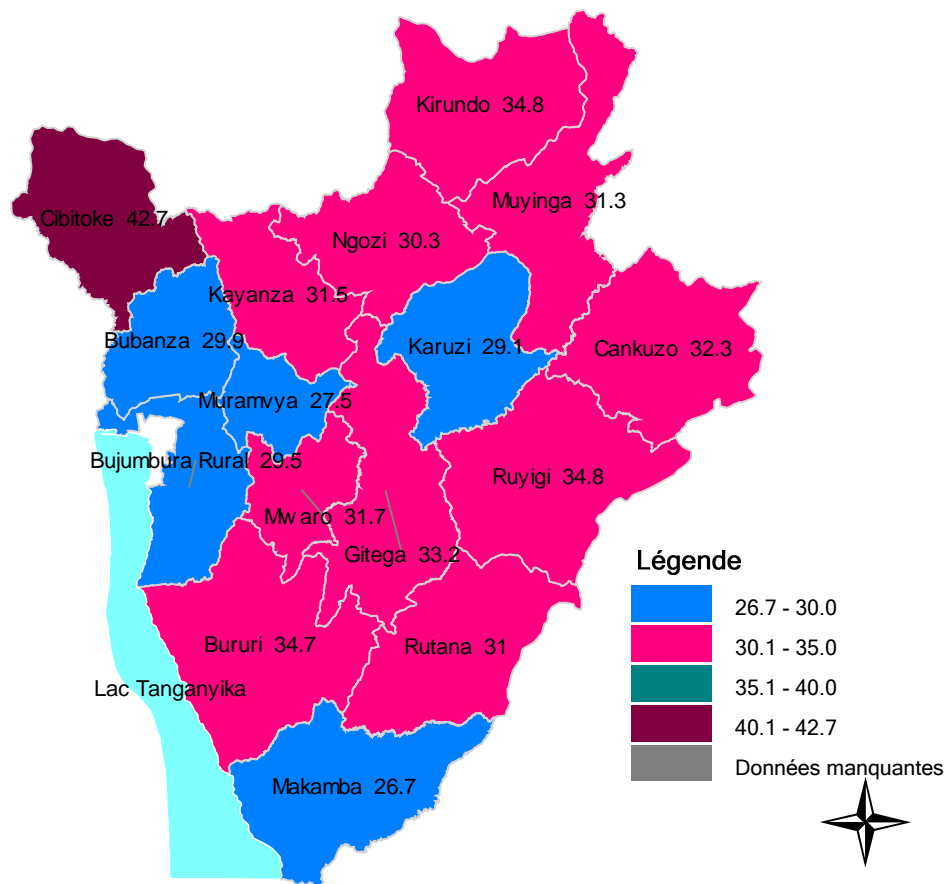 Kirundo 34.8
Muyinga 31.3
Cibitoke 42.7
Ngozi 30.3
Kayanza 31.5
Bubanza 29.9
Karuzi 29.1
Cankuzo 32.3
Muramvya 27.5
Bujumbura Rural 29.5
Ruyigi 34.8
Mwaro 31.7
Gitega 33.2
Bururi 34.7
Rutana 31
Lac Tanganyika
Makamba 26.7
Légende
26.7 - 30.0
30.1 - 35.0
35.1 - 40.0
40.1 - 42.7
Données manquantes